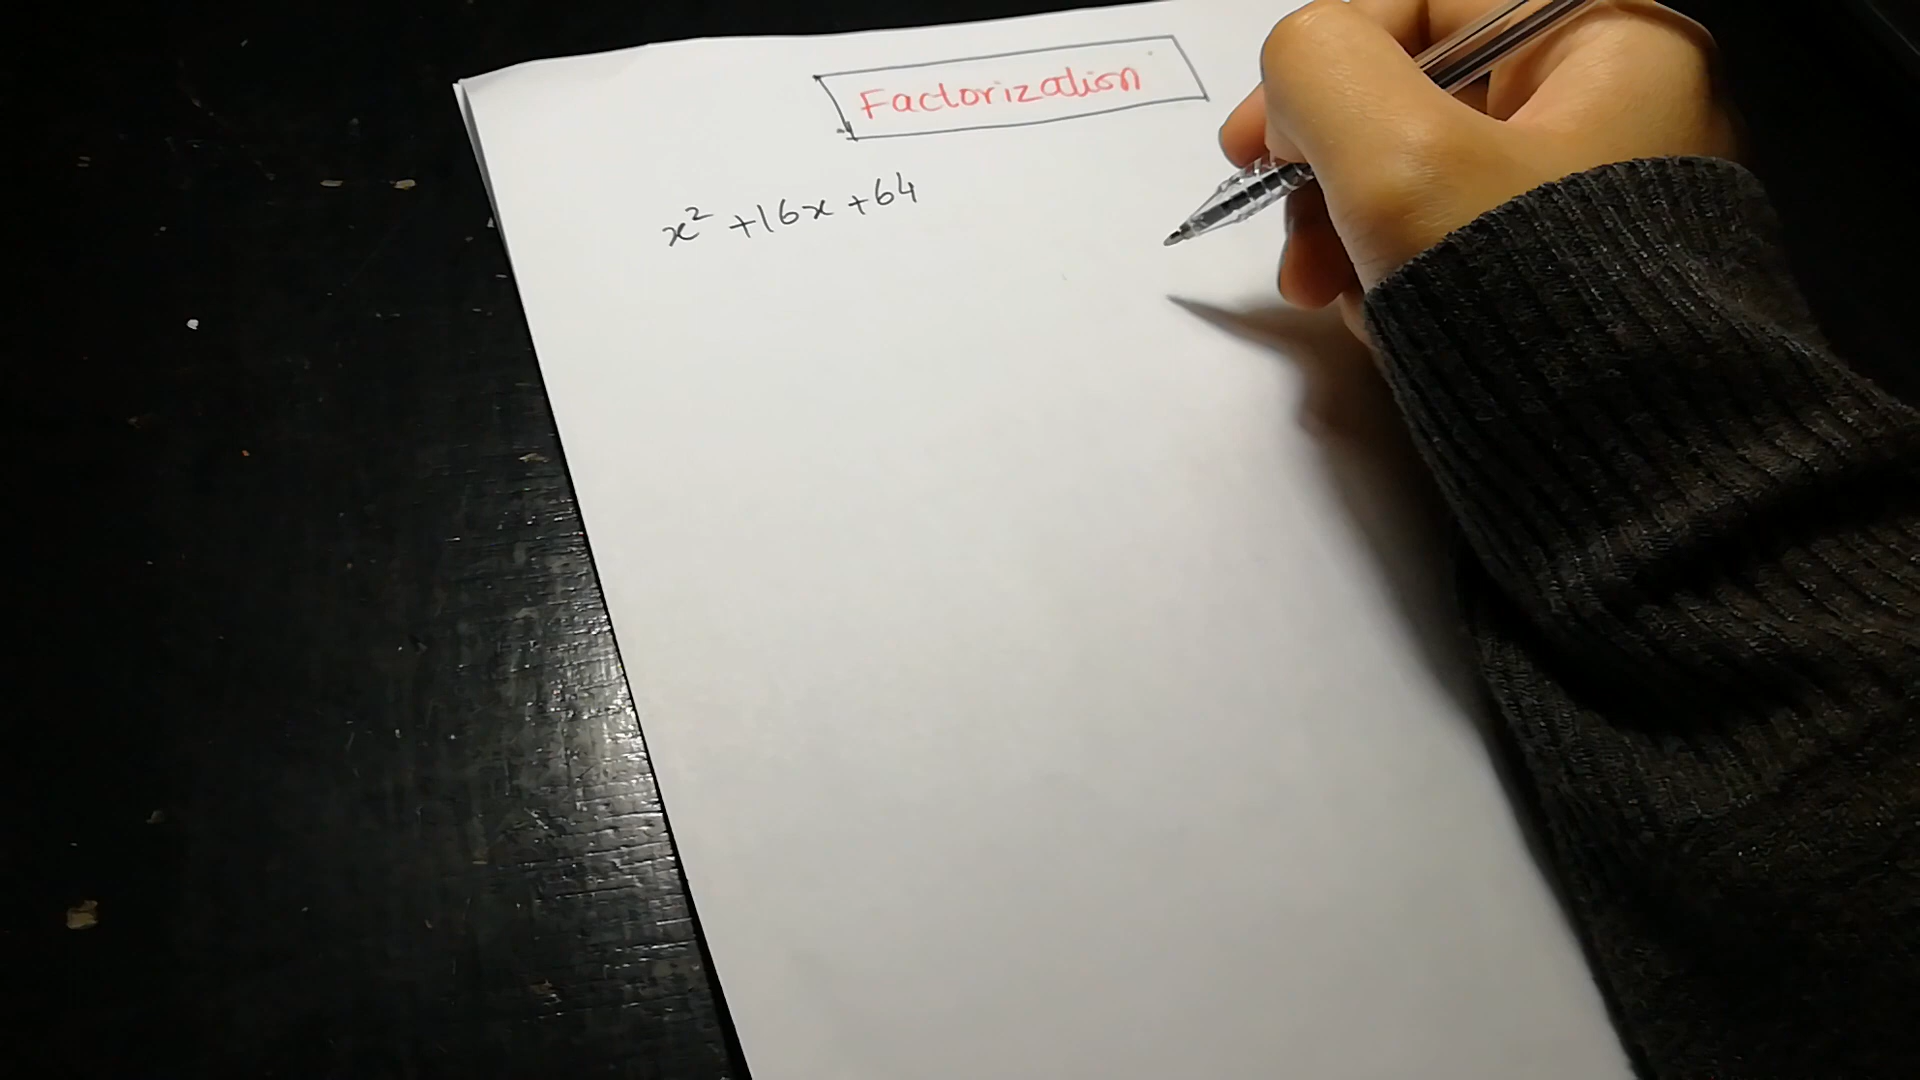 Factorization
x² +16x +64